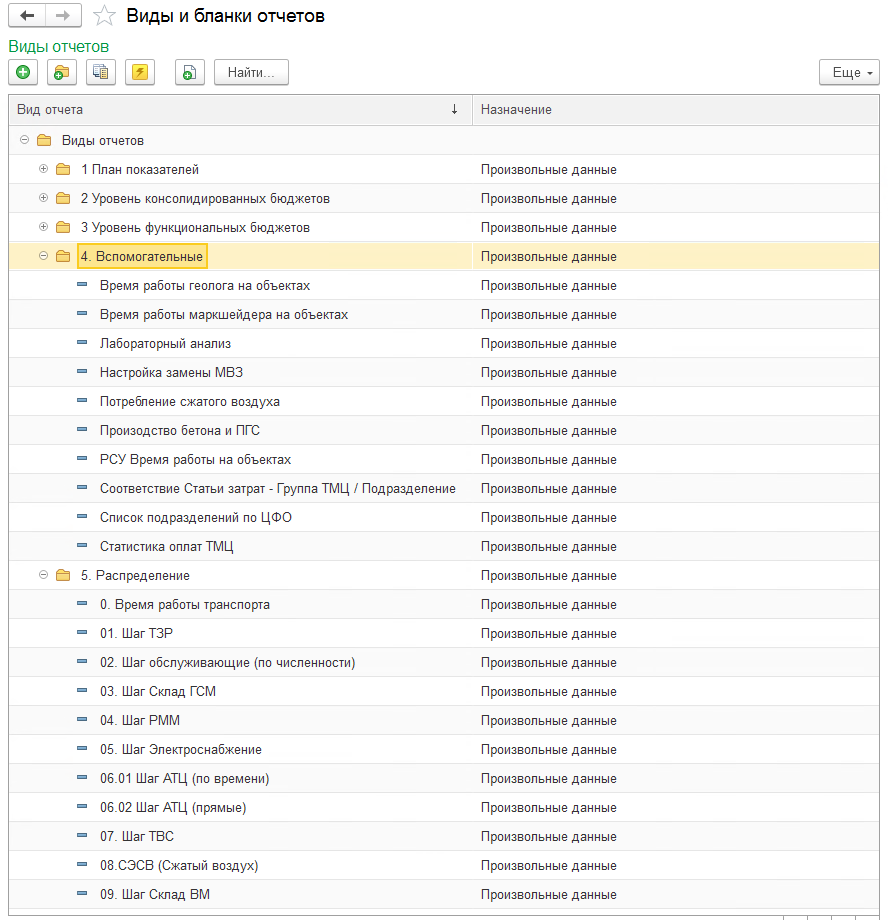 Виды и бланки отчетов
Виды отчетов
Найти...
Еще
Вид отчета ↓ Назначение
Виды отчетов
1 План показателей Произвольные данные
2 Уровень консолидированных бюджетов Произвольные данные
3 Уровень функциональных бюджетов Произвольные данные
4. Вспомогательные Произвольные данные
Время работы геолога на объектах Произвольные данные
Время работы маркшейдера на объектах Произвольные данные
Лабораторный анализ Произвольные данные
Настройка замены МВЗ Произвольные данные
Потребление сжатого воздуха Произвольные данные
Произодство бетона и ПГС Произвольные данные
РСУ Время работы на объектах Произвольные данные
Соответствие Статьи затрат - Группа ТМЦ / Подразделение Произвольные данные
Список подразделений по ЦФО Произвольные данные
Статистика оплат ТМЦ Произвольные данные
5. Распределение Произвольные данные
0. Время работы транспорта Произвольные данные
01. Шаг ТЗР Произвольные данные
02. Шаг обслуживающие (по численности) Произвольные данные
03. Шаг Склад ГСМ Произвольные данные
04. Шаг РММ Произвольные данные
05. Шаг Электроснабжение Произвольные данные
06.01 Шаг АТЦ (по времени) Произвольные данные
06.02 Шаг АТЦ (прямые) Произвольные данные
07. Шаг ТВС Произвольные данные
08.СЭСВ (Сжатый воздух) Произвольные данные
09. Шаг Склад ВМ Произвольные данные